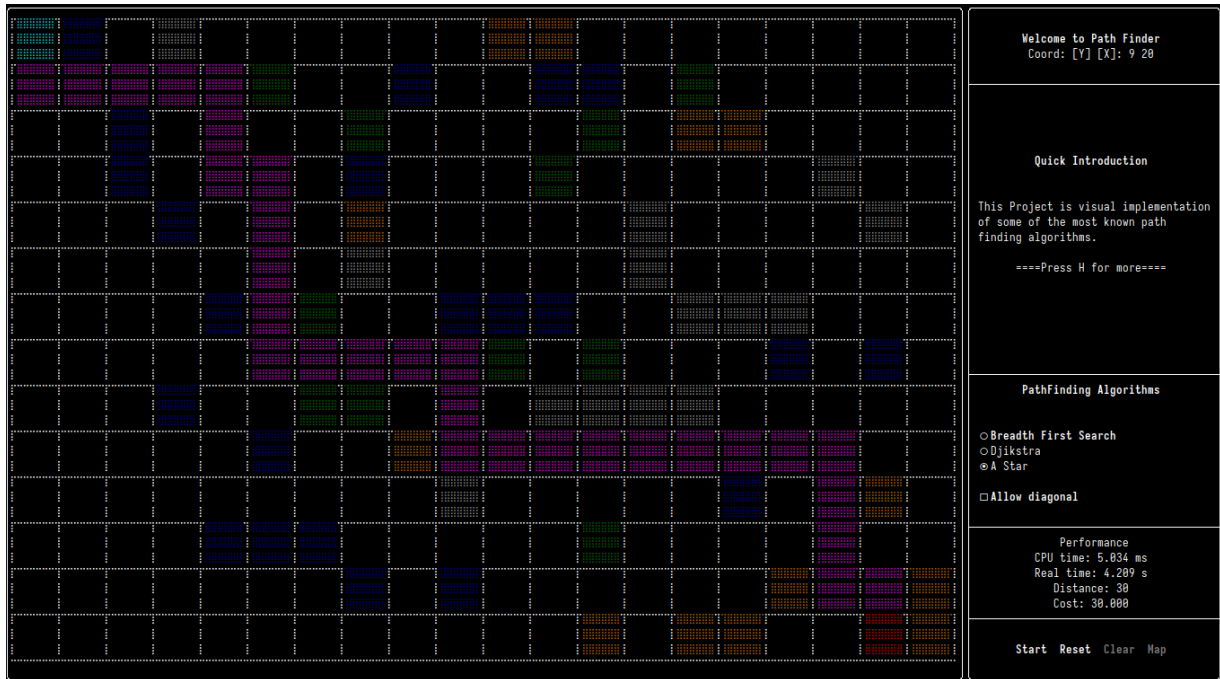 Welcome to Path Finder
Coord: [Y] [X]: 9 20
Quick Introduction
This Project is visual implementation
of some of the most known path
finding algorithms.
====Press H for more====
PathFinding Algorithms
Breadth First Search
Djikstra
A Star
Allow diagonal
Performance
CPU time: 5.034 ms
Real time: 4.209 s
Distance: 30
Cost: 30.000
Start Reset Clear Map